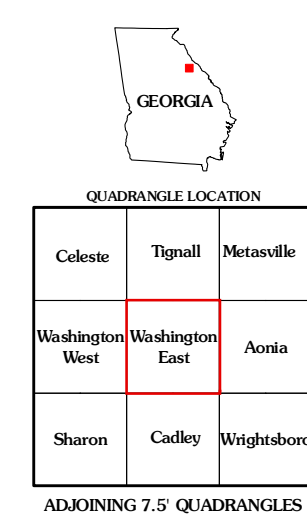 GEORGIA
QUADRANGLE LOCATION
Celeste
Tignall
Metasville
Washington
West
Washington
East
Aonia
Sharon
Cadley
Wrightsboro
ADJOINING 7.5' QUADRANGLES